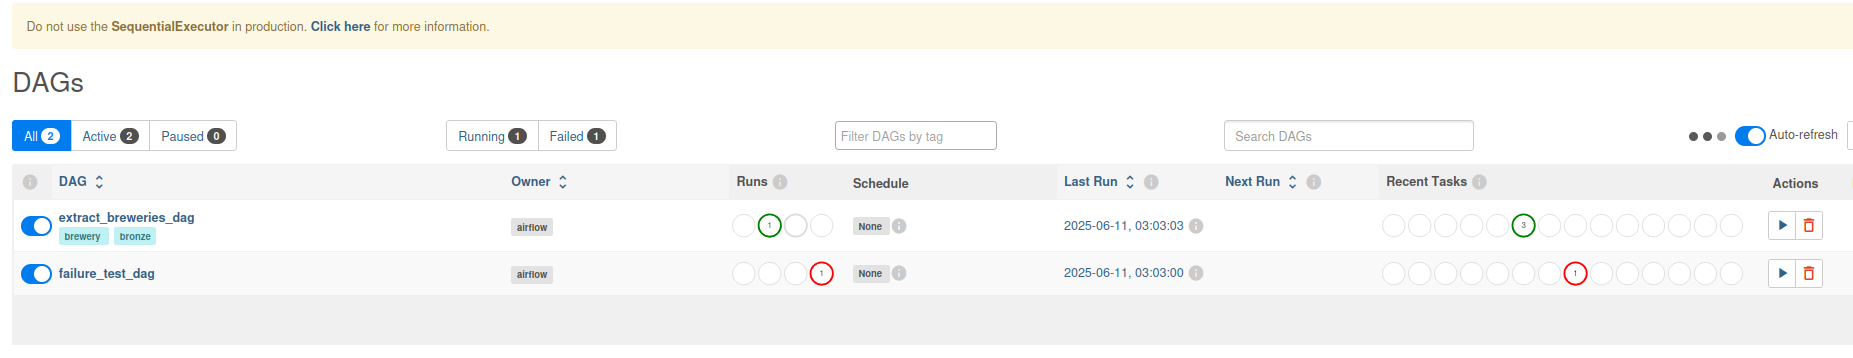 Do not use the SequentialExecutor in production. Click here for more information.
DAGs
All 2 Active 2 Paused 0 Running 1 Failed 1 Filter DAGs by tag Search DAGs Auto-refresh
DAG Owner Runs Schedule Last Run Next Run Recent Tasks Actions
extract_breweries_dag airflow 1 None 2025-06-11, 03:03:03 3
brewery bronze
failure_test_dag airflow 1 None 2025-06-11, 03:03:00 1